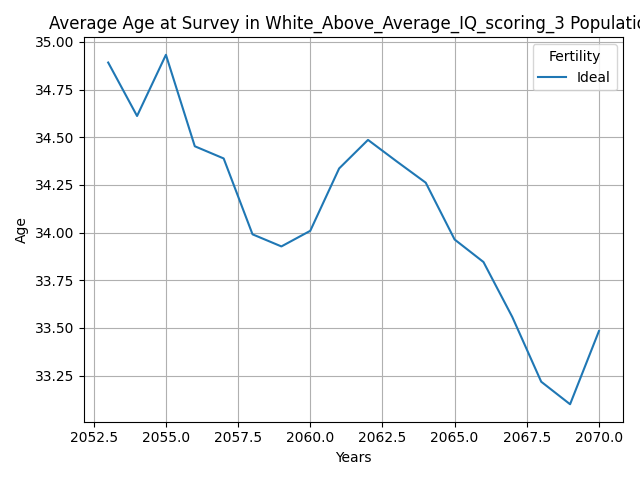 Average Age at Survey in White_Above_Average_IQ_scoring_3
Fertility
Ideal
35.00
34.75
34.50
34.25
34.00
33.75
33.50
33.25
Age
2052.5 2055.0 2057.5 2060.0 2062.5 2065.0 2067.5 2070.0
Years